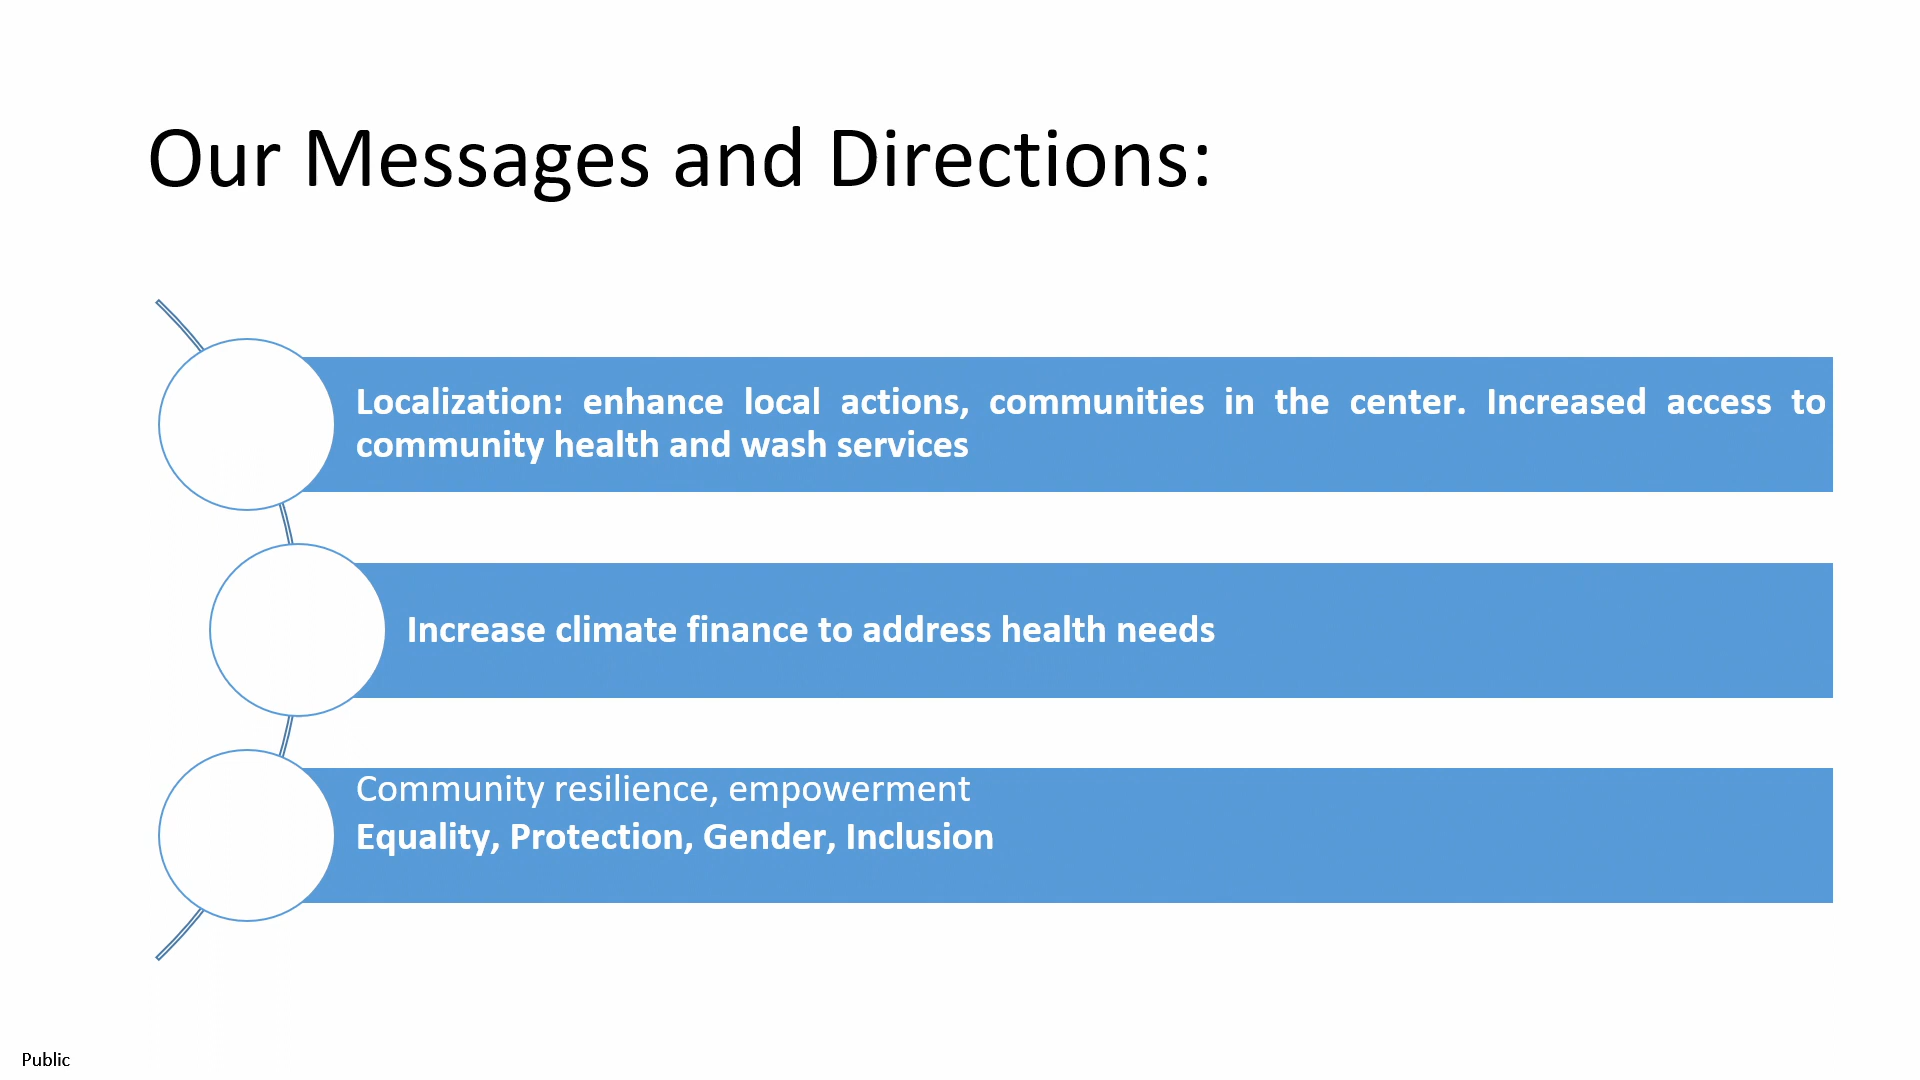 Our Messages and Directions:
Localization: enhance local actions, communities in the center. Increased access to
community health and wash services
Increase climate finance to address health needs
Community resilience, empowerment
Equality, Protection, Gender, Inclusion
Public